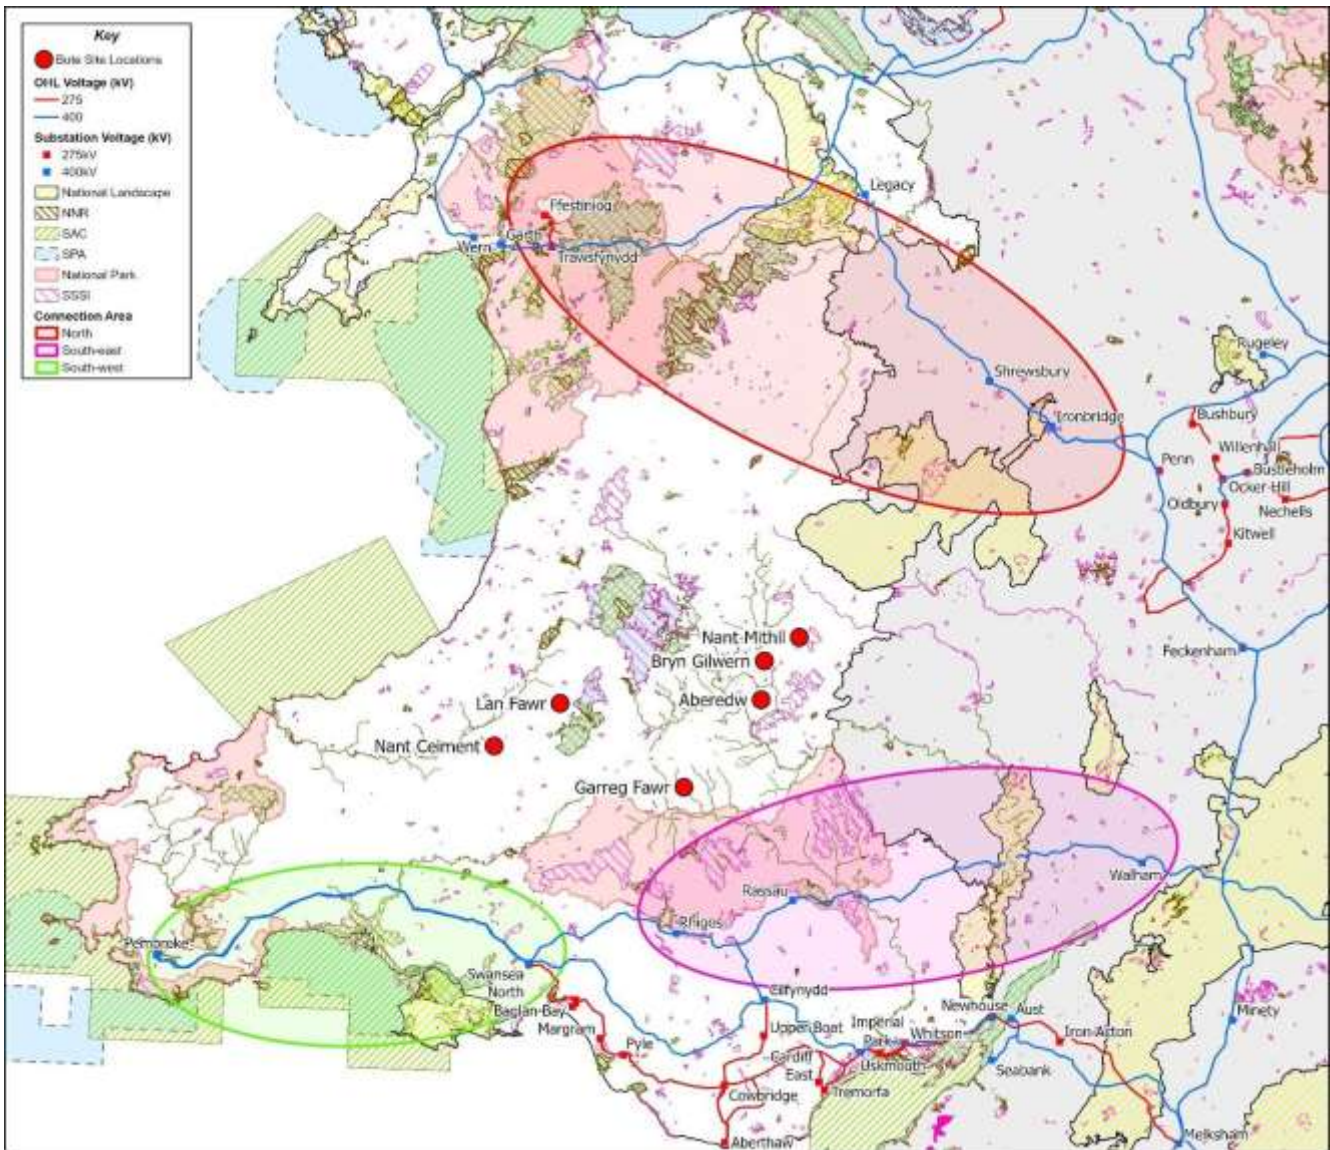 Key
Bute Site Locations
OHL Voltage (kV)
275
400
Substation Voltage (kV)
275kV
400kV
National Landscape
NNR
SAC
SPA
National Park
SSSI
Connection Area
North
South-east
South-west
Legacy
Ffestiniog
Garth
Wern
Trawsfynydd
Rugeley
Shrewsbury
Ironbridge
Bushbury
Willenhall
Penn
Bustleholm
Ocker-Hill
Oldbury
Nechells
Kitwell
Nant Mithil
Feckenham
Bryn Gilwern
Lan Fawr
Aberedw
Nant Ceiment
Garreg Fawr
Walham
Rassau
Rhigos
Pembroke
Swansea
North
Cilfynydd
Baglan-Bay
Newhouse
Aust
Margram
Imperial
Park
Whitson
Minety
Upper-Boat
Iron-Acton
Pyle
Cardiff
East
Uskmouth
Seabank
Tremorfa
Cowbridge
Aberthaw
Melksham